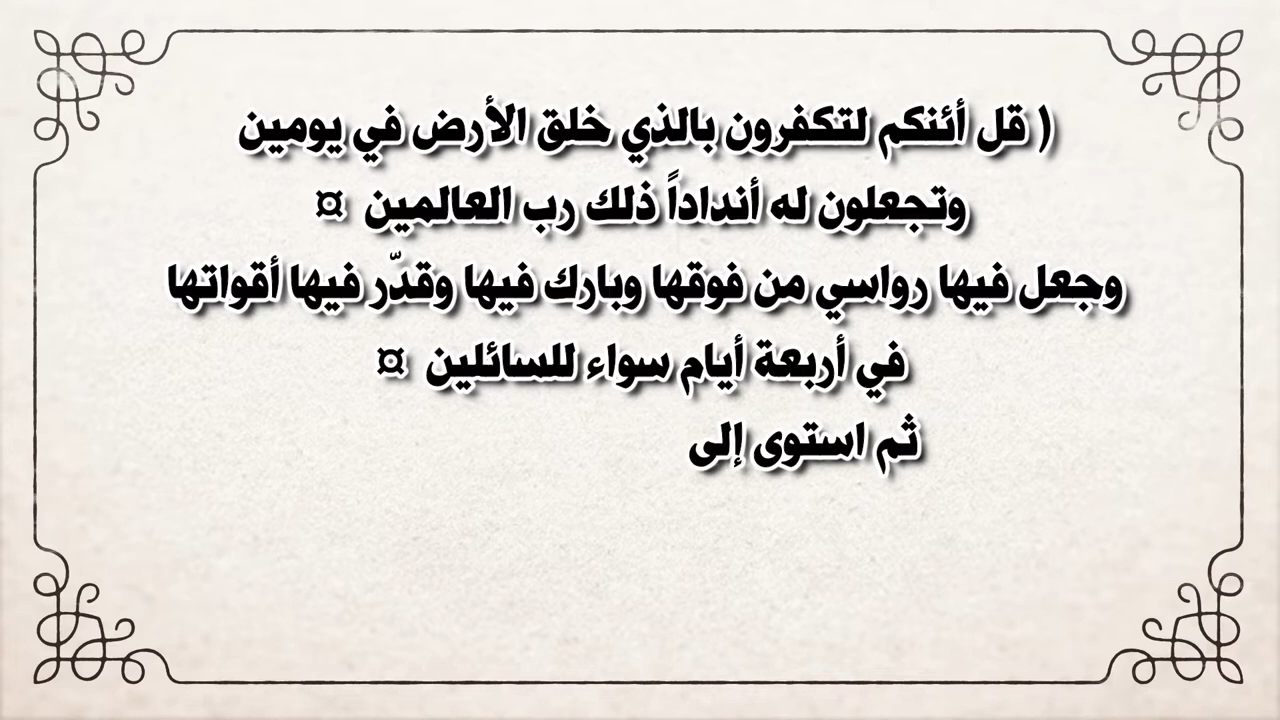 ( قل أئنكم لتكفرون بالذي خلق الأرض في يومين
وتجعلون له أنداداً ذلك رب العالمين ¤
وجعل فيها رواسي من فوقها وبارك فيها وقدّر فيها أقواتها
في أربعة أيام سواء للسائلين ¤
ثم استوى إلى